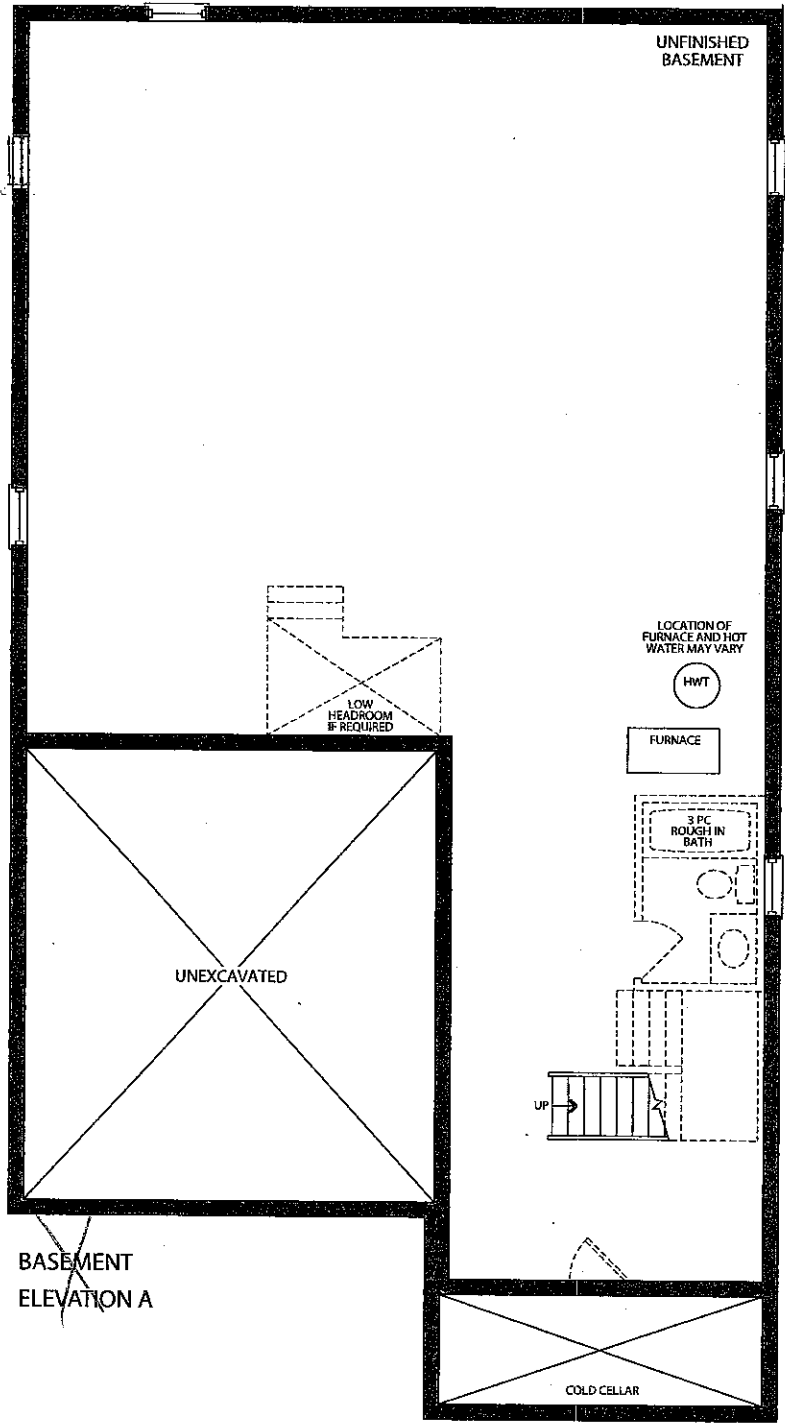 UNFINISHED
BASEMENT
LOCATION OF
FURNACE AND HOT
WATER MAY VARY
HWT
LOW
HEADROOM
IF REQUIRED
FURNACE
3 PC
ROUGH IN
BATH
UNEXCAVATED
UP
BASEMENT
ELEVATION A
COLD CELLAR